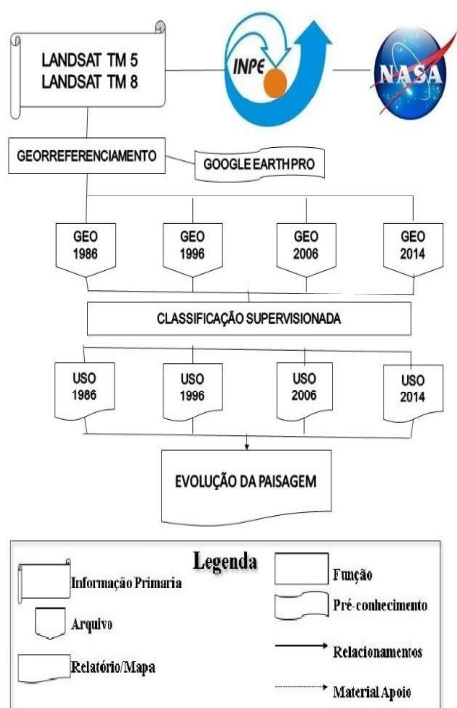 LANDSAT TM 5
LANDSAT TM 8
INPE
NASA
GEORREFERENCIAMENTO
GOOGLE EARTH PRO
GEO
1986
GEO
1996
GEO
2006
GEO
2014
CLASSIFICAÇÃO SUPERVISIONADA
USO
1986
USO
1996
USO
2006
USO
2014
EVOLUÇÃO DA PAISAGEM
Legenda
Informação Primaria
Arquivo
Relatório/Mapa
Função
Pré-conhecimento
Relacionamentos
Material Apoio